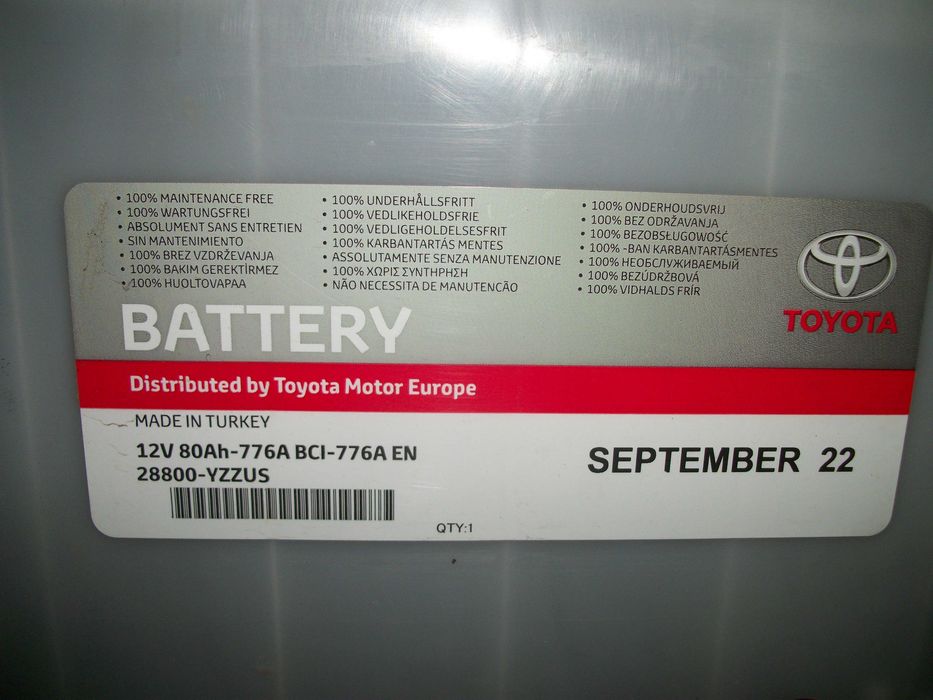 • 100% MAINTENANCE FREE
• 100% WARTUNGSFREI
• ABSOLUMENT SANS ENTRETIEN
• SIN MANTENIMIENTO
• 100% BREZ VZDRŽEVANJA
• 100% BAKIM GEREKTİRMEZ
• 100% HUOLTOVAPAA
• 100% UNDERHÅLLSFRITT
• 100% VEDLIKEHOLDSFRIE
• 100% VEDLIGEHOLDELSESFRIT
• 100% KARBANTARTÁS MENTES
• ASSOLUTAMENTE SENZA MANUTENZIONE
• 100% ΧΩΡΙΣ ΣΥΝΤΗΡΗΣΗ
• NÃO NECESSITA DE MANUTENCÃO
• 100% ONDERHOUDSVRIJ
• 100% BEZ ODRŽAVANJA
• 100% BEZOBSŁUGOWOŚĆ
• 100% -BAN KARBANTARTÁSMENTES
• 100% НЕОБСЛУЖИВАЕМЫЙ
• 100% BEZÚDRŽBOVÁ
• 100% VIDHALDS FRÍR
TOYOTA
BATTERY
Distributed by Toyota Motor Europe
MADE IN TURKEY
12V 80Ah-776A BCI-776A EN
28800-YZZUS
SEPTEMBER 22
QTY:1